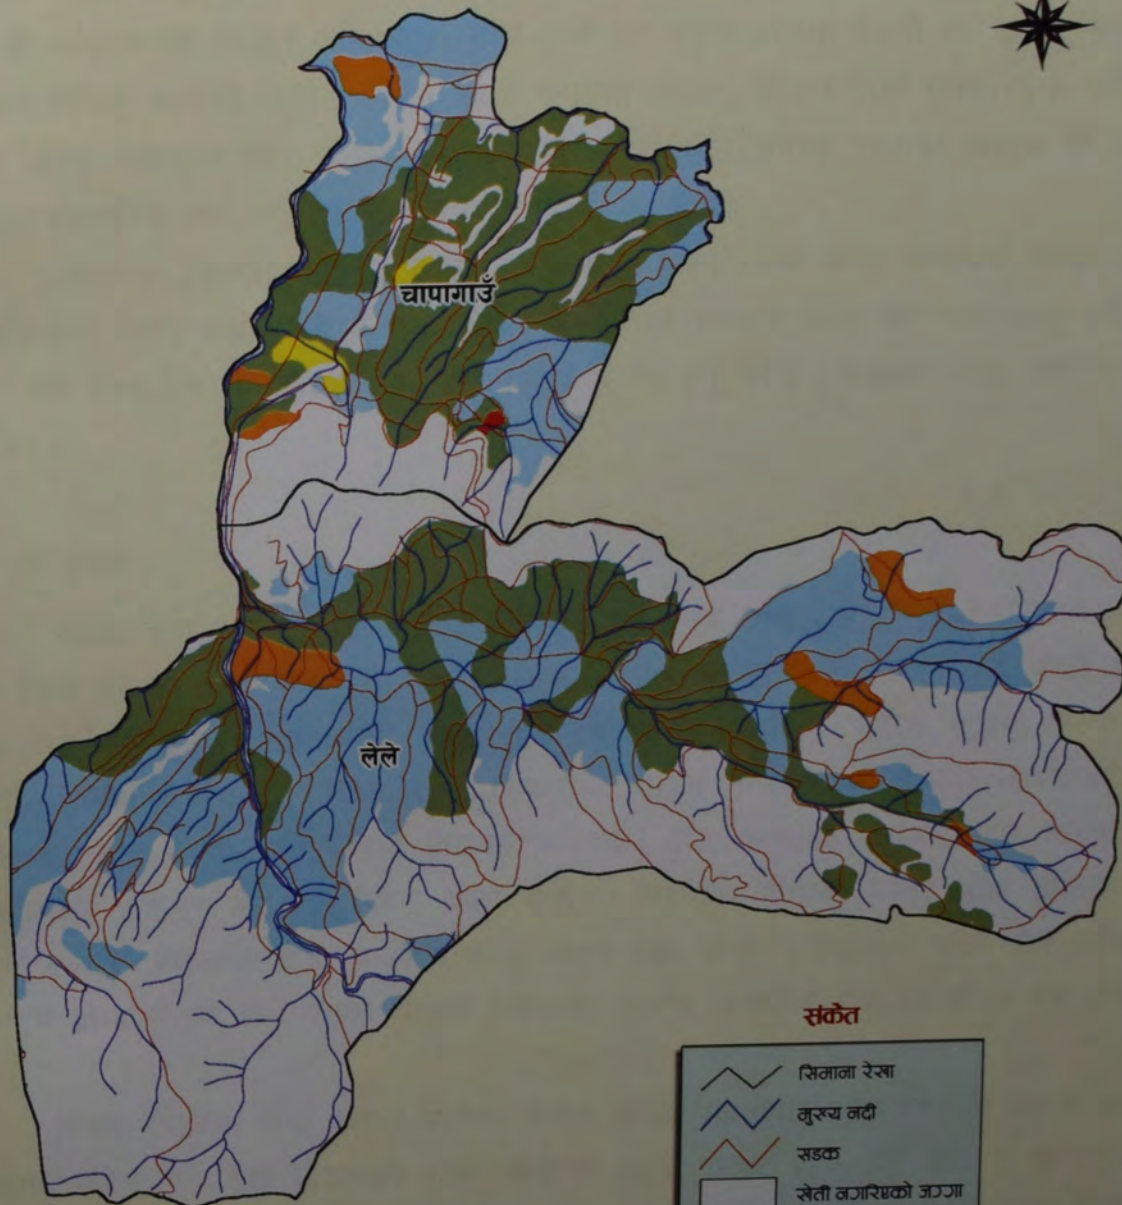 चापागाउँ
लेले
संकेत
सिमाना रेखा
मुख्य नदी
सडक
खेती नगरिएको जग्गा